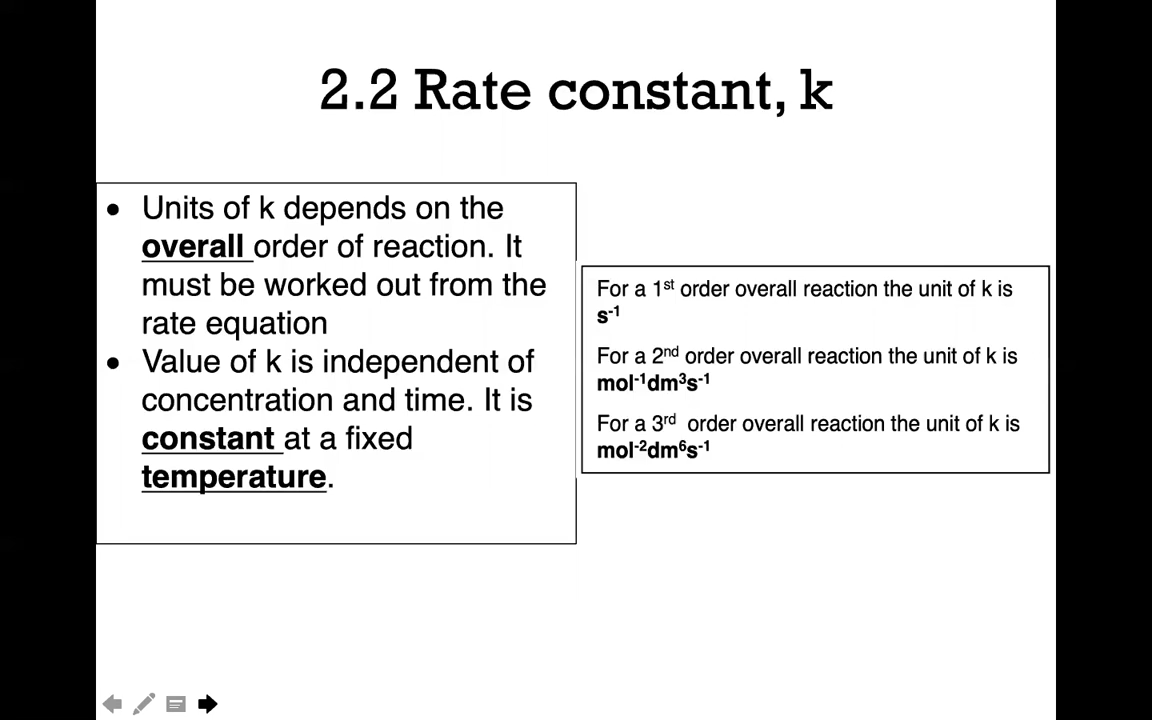 2.2 Rate constant, k
● Units of k depends on the
overall order of reaction. It
must be worked out from the
rate equation
● Value of k is independent of
concentration and time. It is
constant at a fixed
temperature.
For a 1st order overall reaction the unit of k is
s⁻¹
For a 2nd order overall reaction the unit of k is
mol⁻¹dm³s⁻¹
For a 3rd order overall reaction the unit of k is
mol⁻²dm⁶s⁻¹